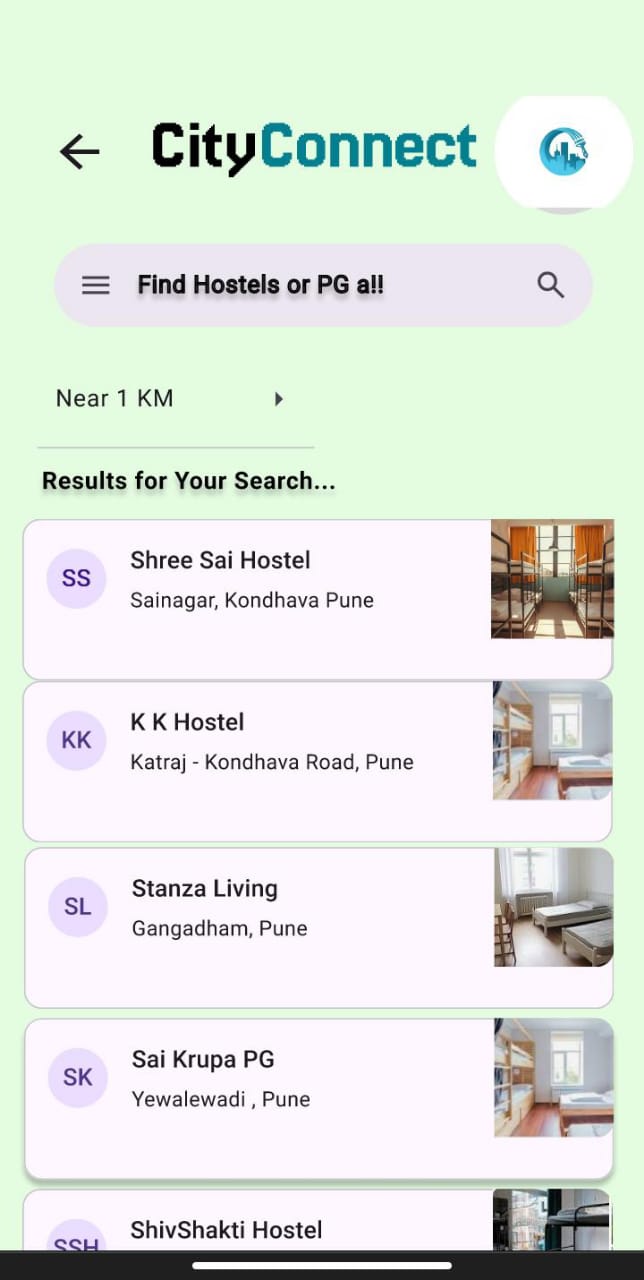 CityConnect
Find Hostels or PG a!!
Near 1 KM
Results for Your Search...
SS
Shree Sai Hostel
Sainagar, Kondhava Pune
KK
K K Hostel
Katraj - Kondhava Road, Pune
SL
Stanza Living
Gangadham, Pune
SK
Sai Krupa PG
Yewalewadi , Pune
SSH
ShivShakti Hostel